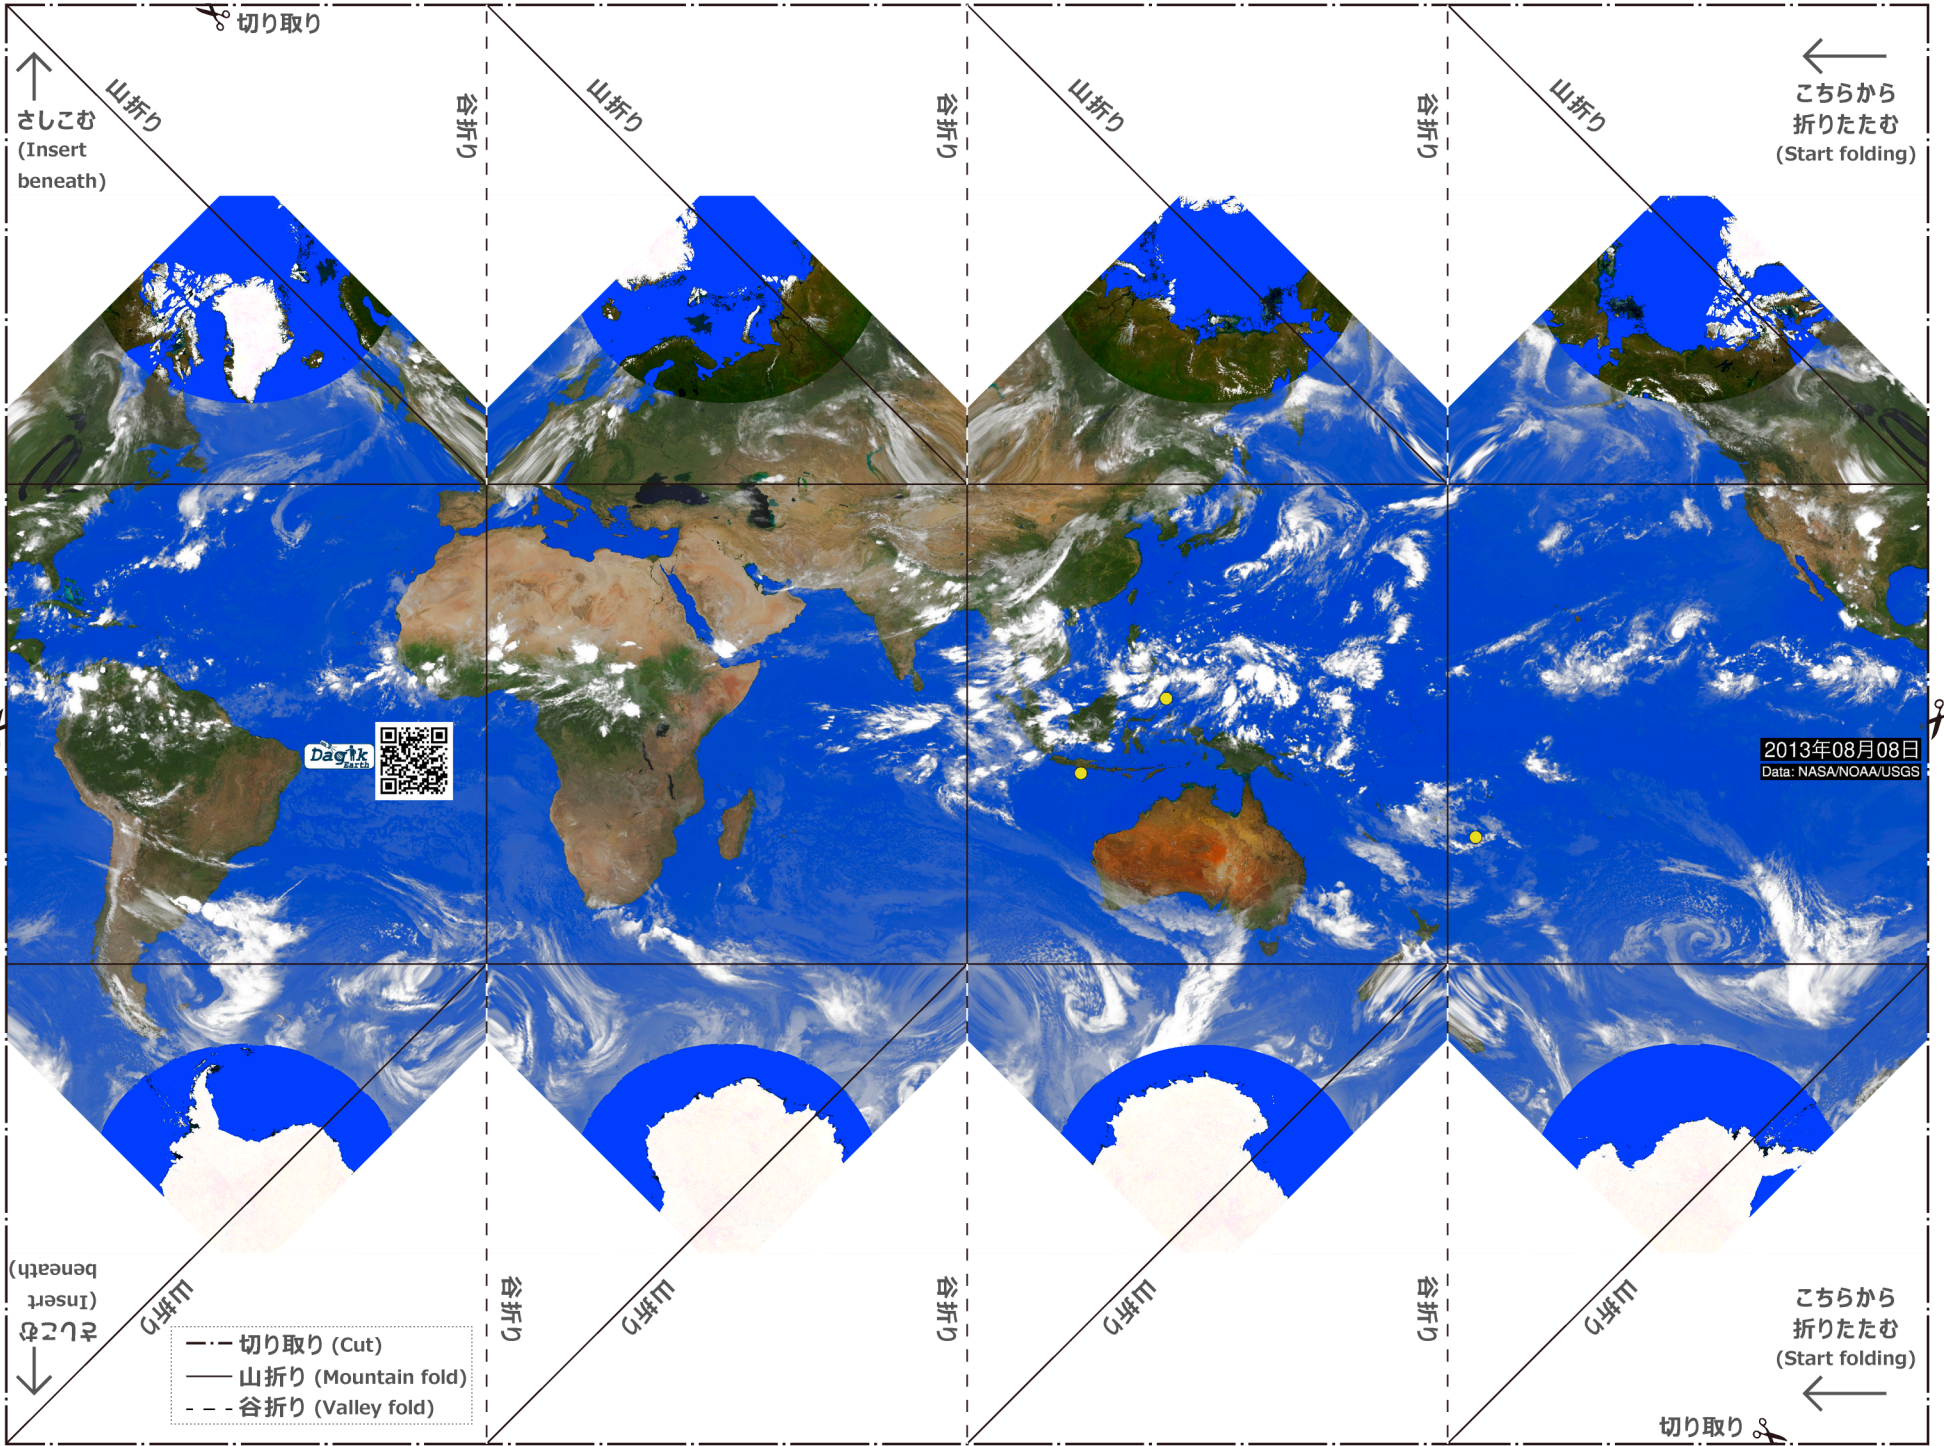 切り取り
山折り
谷折り
山折り
谷折り
山折り
谷折り
山折り
さしこむ
(Insert
beneath)
こちらから
折りたたむ
(Start folding)
Dagik
Earth
2013年08月08日
Data: NASA/NOAA/USGS
さしこむ
(Insert
beneath)
山折り
谷折り
山折り
谷折り
山折り
谷折り
山折り
切り取り (Cut)
山折り (Mountain fold)
谷折り (Valley fold)
こちらから
折りたたむ
(Start folding)
切り取り